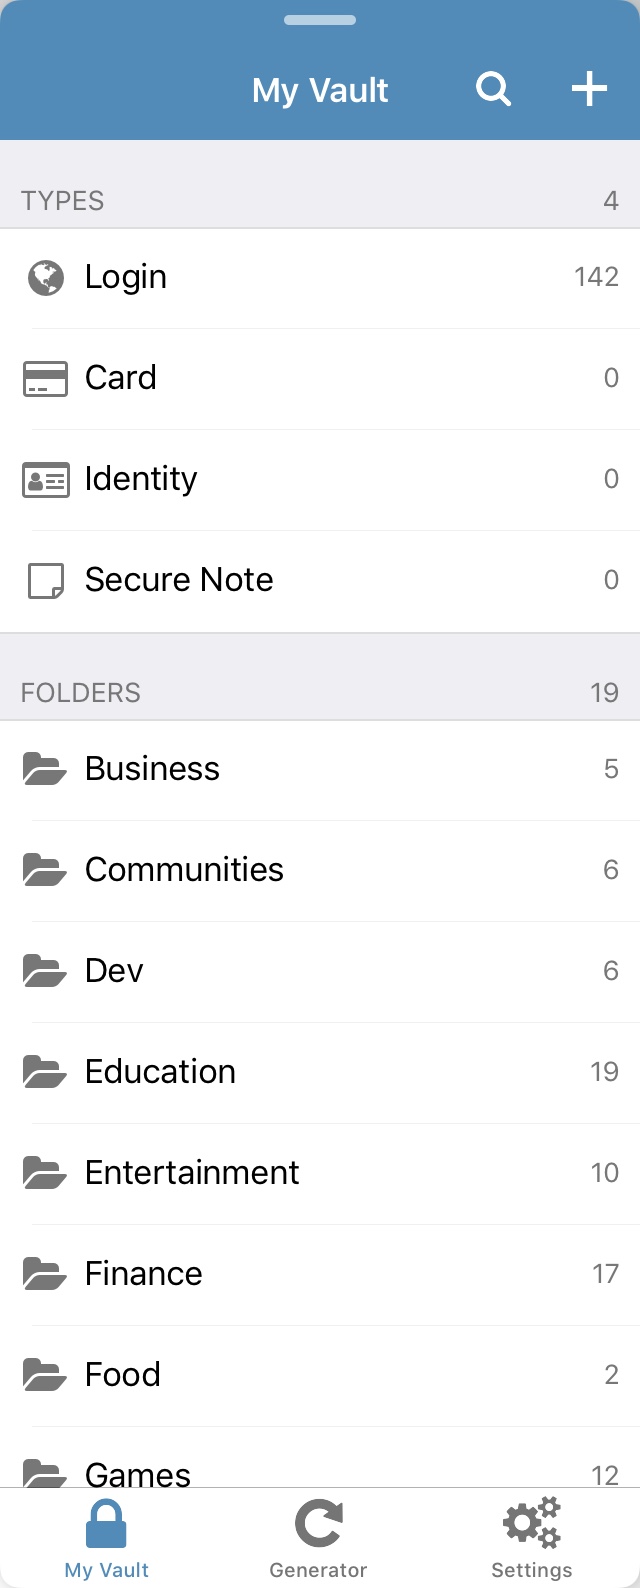 My Vault
TYPES 4
Login 142
Card 0
Identity 0
Secure Note 0
FOLDERS 19
Business 5
Communities 6
Dev 6
Education 19
Entertainment 10
Finance 17
Food 2
Games 12
My Vault Generator Settings